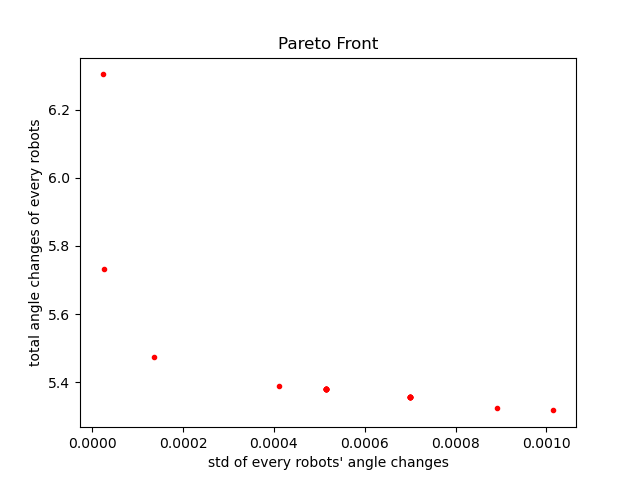 Pareto Front
total angle changes of every robots
6.2
6.0
5.8
5.6
5.4
0.0000 0.0002 0.0004 0.0006 0.0008 0.0010
std of every robots' angle changes